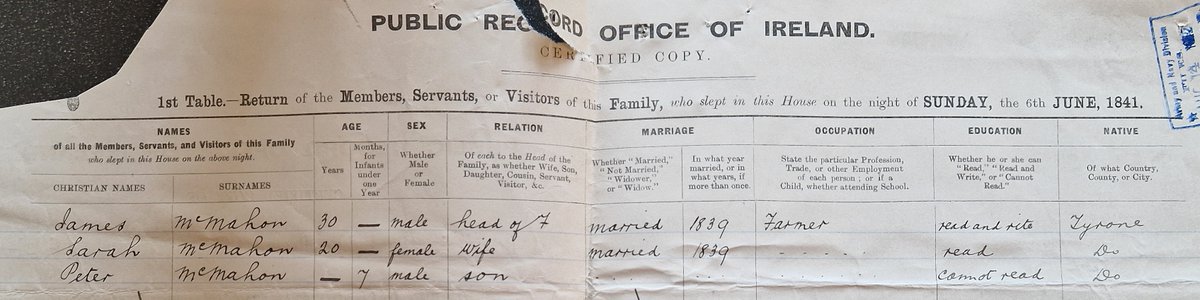 PUBLIC RECORD OFFICE OF IRELAND.
CERTIFIED COPY.
Army and Navy Division
1st Table.—Return of the Members, Servants, or Visitors of this Family, who slept in this House on the night of SUNDAY, the 6th JUNE, 1841.
NAMES AGE SEX RELATION MARRIAGE OCCUPATION EDUCATION NATIVE
of all the Members, Servants, and Visitors of this Family
who slept in this House on the above night.
CHRISTIAN NAMES SURNAMES
Years
Months,
for
Infants
under
one
Year
Whether
Male
or
Female
Of each to the Head of the
Family, as whether Wife, Son,
Daughter, Cousin, Servant,
Visitor, &c.
Whether "Married,"
"Not Married,"
"Widower,"
or "Widow."
In what year
married, or in
what years, if
more than once.
State the particular Profession,
Trade, or other Employment
of each person; or if a
Child, whether attending School.
Whether he or she can
"Read," "Read and
Write," or "Cannot
Read."
Of what Country,
County, or City.
James McMahon 30 — male head of F married 1839 Farmer read and rite Tyrone
Sarah McMahon 20 — female Wife married 1839 read Do
Peter McMahon — 7 male son cannot read Do